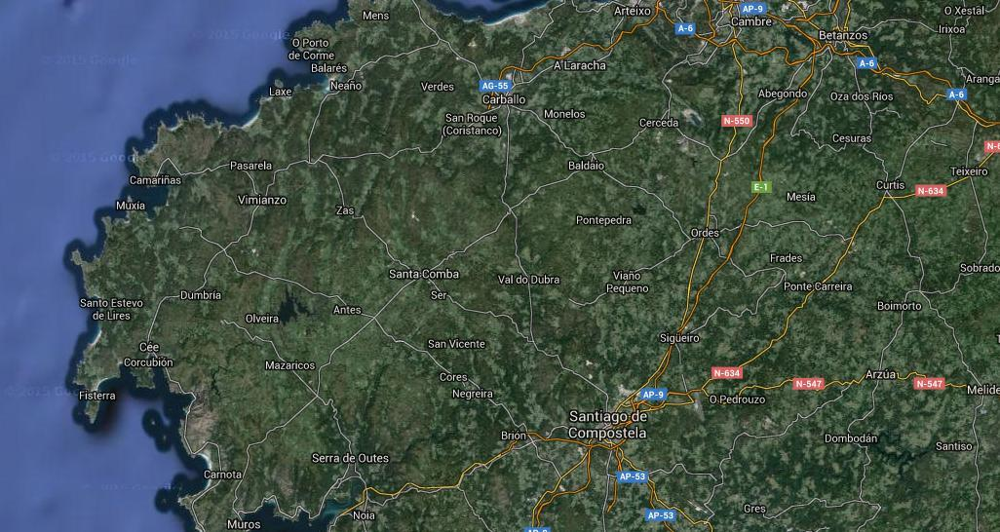 Mens
Arteixo
AP-9
Cambre
O Xestal
Irixoa
A-6
Betanzos
O Porto
de Corme
© 2015 Google
Balarés
A Laracha
A-6
Laxe
Neaño
Verdes
AG-55
Carballo
Abegondo
Oza dos Ríos
A-6
San Roque
(Coristanco)
Monelos
Cerceda
N-550
Cesuras
Pasarela
Baldaio
Teixeiro
Camariñas
E-1
Curtis
N-634
Muxía
Vimianzo
Zas
Mesía
Pontepedra
Ordes
Frades
Santa Comba
Val do Dubra
Viaño
Pequeno
Ponte Carreira
Dumbría
Ser
Boimorto
Santo Estevo
de Lires
Olveira
Antes
Sigüeiro
San Vicente
Cée
Corcubión
Mazaricos
Cores
N-634
Arzúa
N-547
N-547
Fisterra
Negreira
AP-9
O Pedrouzo
Santiago de
Compostela
Brión
Dombodán
Santiso
Serra de Outes
Carnota
AP-53
Noia
AP-53
Gres
Muros